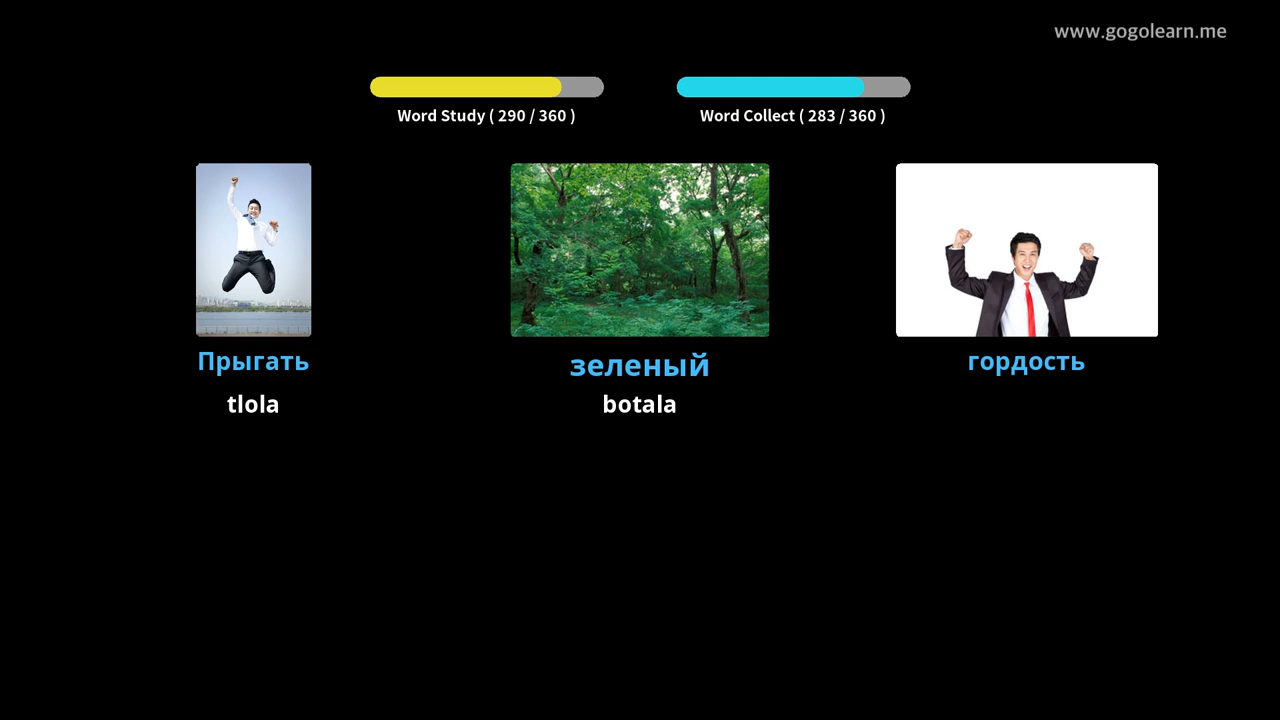 www.gogolearn.me
Word Study ( 290 / 360 )
Word Collect ( 283 / 360 )
Прыгать
зеленый
гордость
tlola
botala